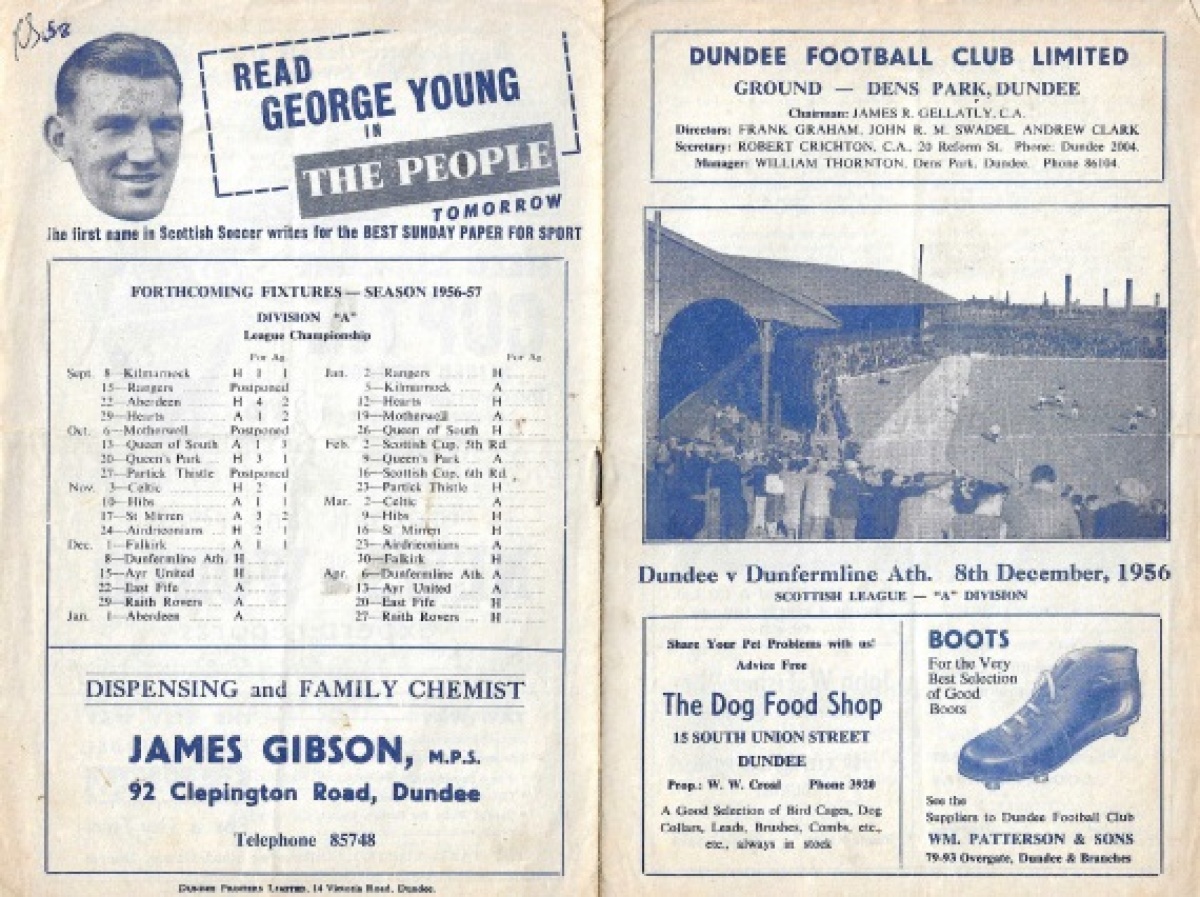 READ
GEORGE YOUNG
IN
THE PEOPLE
TOMORROW
The first name in Scottish Soccer writes for the BEST SUNDAY PAPER FOR SPORT
FORTHCOMING FIXTURES — SEASON 1956-57
DIVISION "A"
League Championship
For Ag.
Sept. 8—Kilmarnock H 1 1
15—Rangers Postponed
22—Aberdeen H 4 2
29—Hearts A 1 2
Oct. 6—Motherwell Postponed
13—Queen of South A 1 3
20—Queen's Park H 3 1
27—Partick Thistle Postponed
Nov. 3—Celtic H 2 1
10—Hibs A 1 1
17—St Mirren A 3 2
24—Airdrieonians H 2 1
Dec. 1—Falkirk A 1 1
8—Dunfermline Ath. H
15—Ayr United H
22—East Fife A
29—Raith Rovers A
Jan. 1—Aberdeen A
For Ag.
Jan. 2—Rangers H
5—Kilmarnock A
12—Hearts H
19—Motherwell A
26—Queen of South H
Feb. 2—Scottish Cup, 5th Rd.
9—Queen's Park A
16—Scottish Cup, 6th Rd.
23—Partick Thistle H
Mar. 2—Celtic A
9—Hibs H
16—St Mirren H
23—Airdrieonians A
30—Falkirk H
Apr. 6—Dunfermline Ath. A
13—Ayr United A
20—East Fife H
27—Raith Rovers H
DISPENSING and FAMILY CHEMIST
JAMES GIBSON, M.P.S.
92 Clepington Road, Dundee
Telephone 85748
Dundee Printers Limited, 14 Victoria Road, Dundee.
DUNDEE FOOTBALL CLUB LIMITED
GROUND — DENS PARK, DUNDEE
Chairman: JAMES R. GELLATLY, C.A.
Directors: FRANK GRAHAM, JOHN R. M. SWADEL, ANDREW CLARK
Secretary: ROBERT CRICHTON, C.A., 20 Reform St. Phone: Dundee 2004.
Manager: WILLIAM THORNTON, Dens Park, Dundee. Phone 86104.
Dundee v Dunfermline Ath. 8th December, 1956
SCOTTISH LEAGUE — "A" DIVISION
Share Your Pet Problems with us!
Advice Free
The Dog Food Shop
15 SOUTH UNION STREET
DUNDEE
Prop.: W. W. Croal Phone 3920
A Good Selection of Bird Cages, Dog
Collars, Leads, Brushes, Combs, etc.,
etc., always in stock
BOOTS
For the Very
Best Selection
of Good
Boots
See the
Suppliers to Dundee Football Club
WM. PATTERSON & SONS
79-93 Overgate, Dundee & Branches